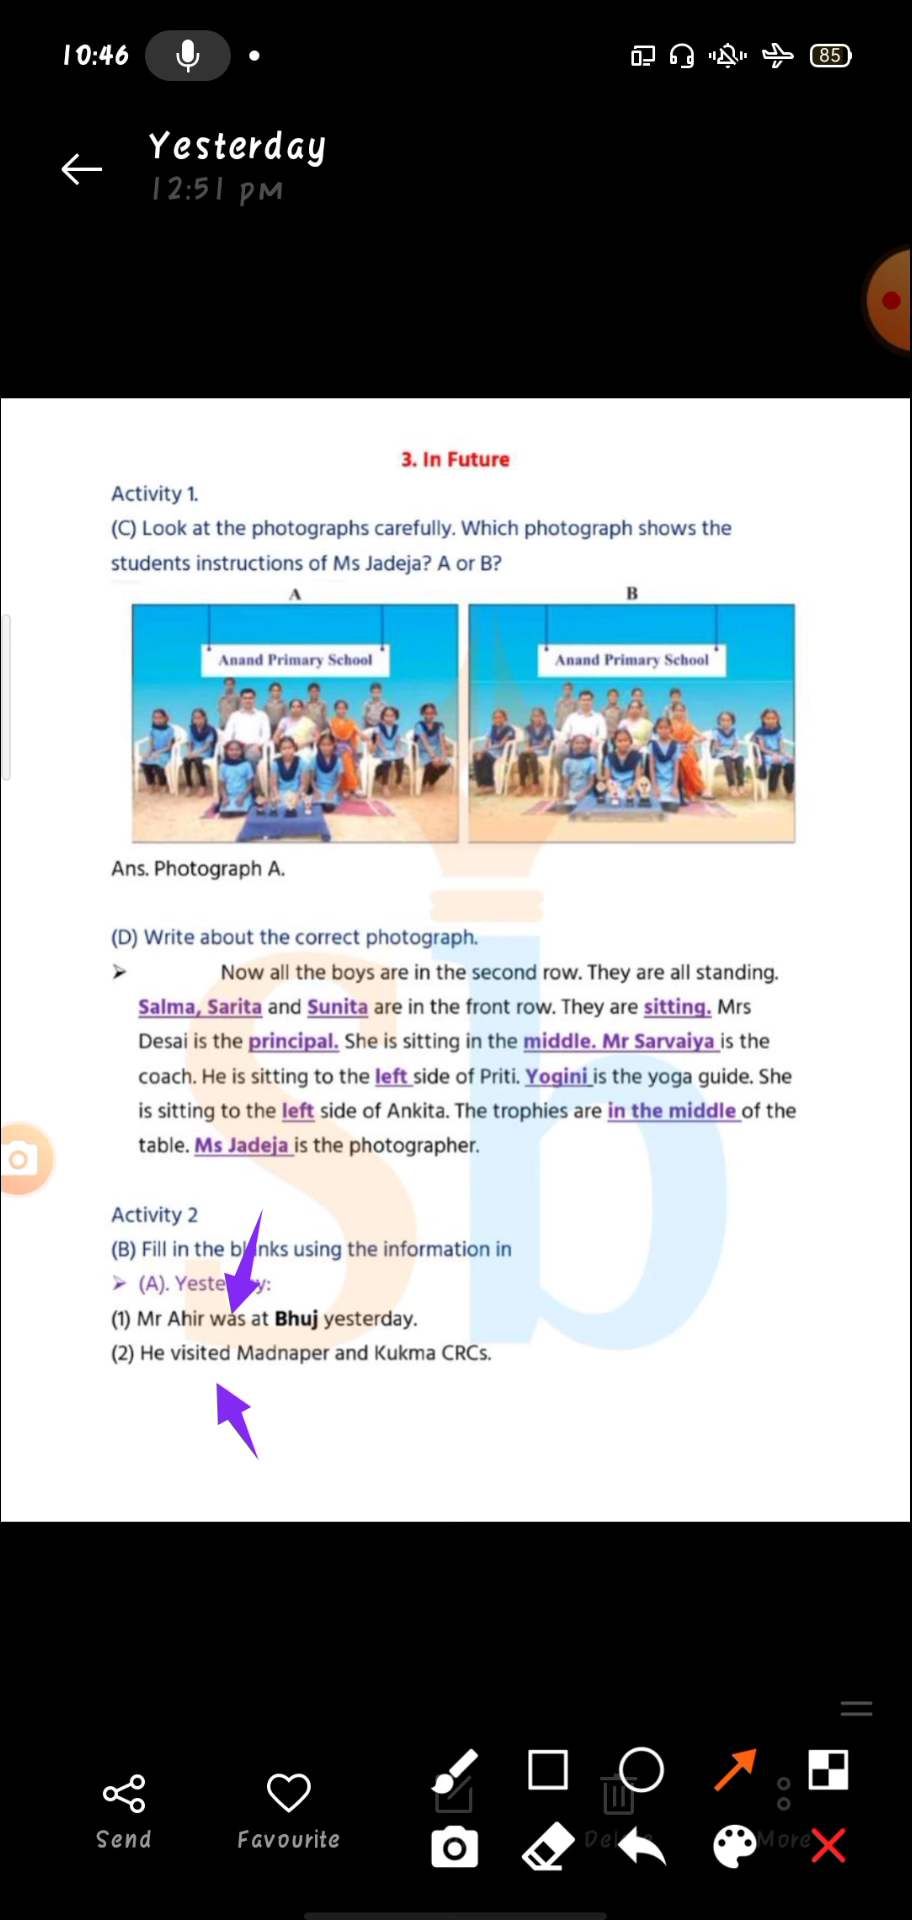 10:46
85
Yesterday
12:51 PM
3. In Future
Activity 1.
(C) Look at the photographs carefully. Which photograph shows the
students instructions of Ms Jadeja? A or B?
A B
Anand Primary School Anand Primary School
Ans. Photograph A.
(D) Write about the correct photograph.
➢ Now all the boys are in the second row. They are all standing.
Salma, Sarita and Sunita are in the front row. They are sitting. Mrs
Desai is the principal. She is sitting in the middle. Mr Sarvaiya is the
coach. He is sitting to the left side of Priti. Yogini is the yoga guide. She
is sitting to the left side of Ankita. The trophies are in the middle of the
table. Ms Jadeja is the photographer.
Activity 2
(B) Fill in the blanks using the information in
➢ (A). Yesterday:
(1) Mr Ahir was at Bhuj yesterday.
(2) He visited Madnaper and Kukma CRCs.
Sb
Send Favourite Delete More